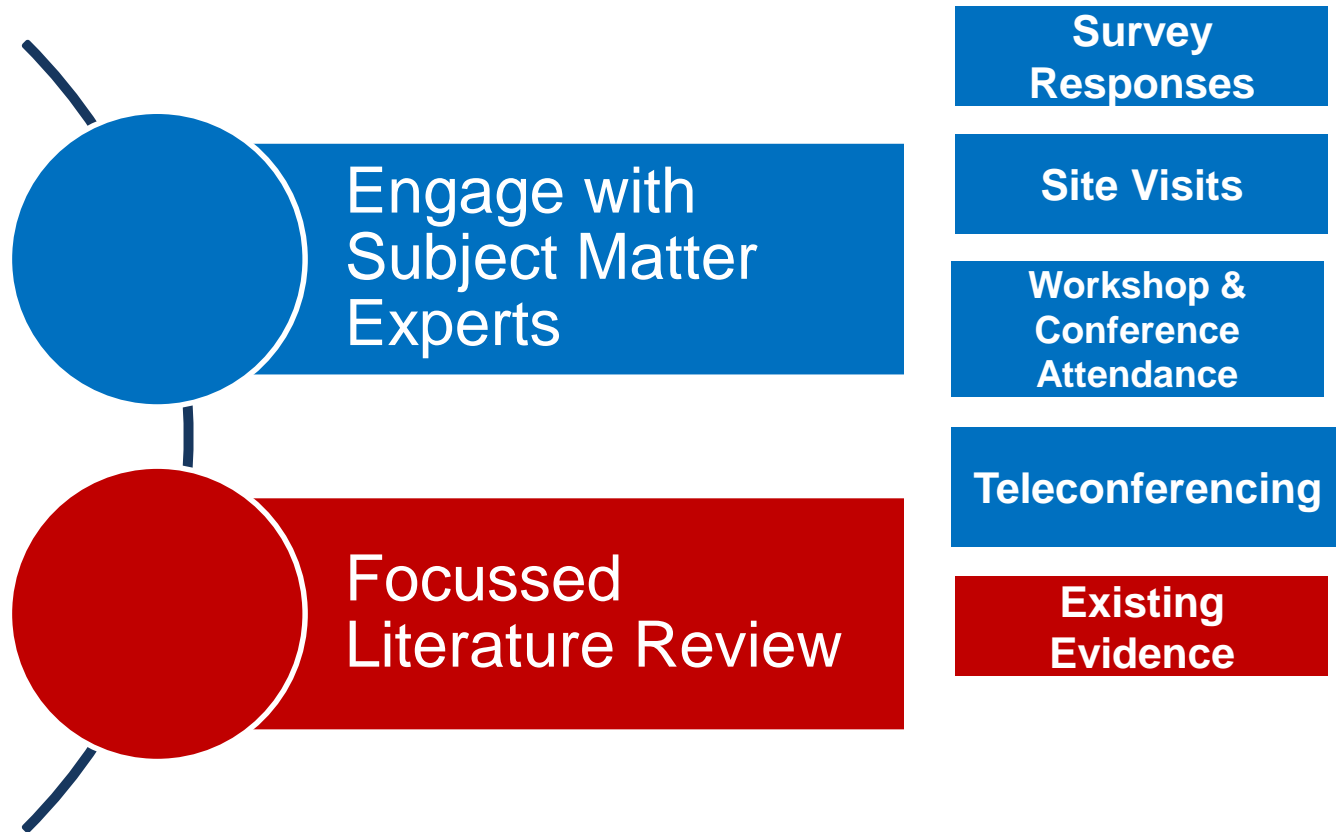 Engage with
Subject Matter
Experts
Focussed
Literature Review
Survey
Responses
Site Visits
Workshop &
Conference
Attendance
Teleconferencing
Existing
Evidence